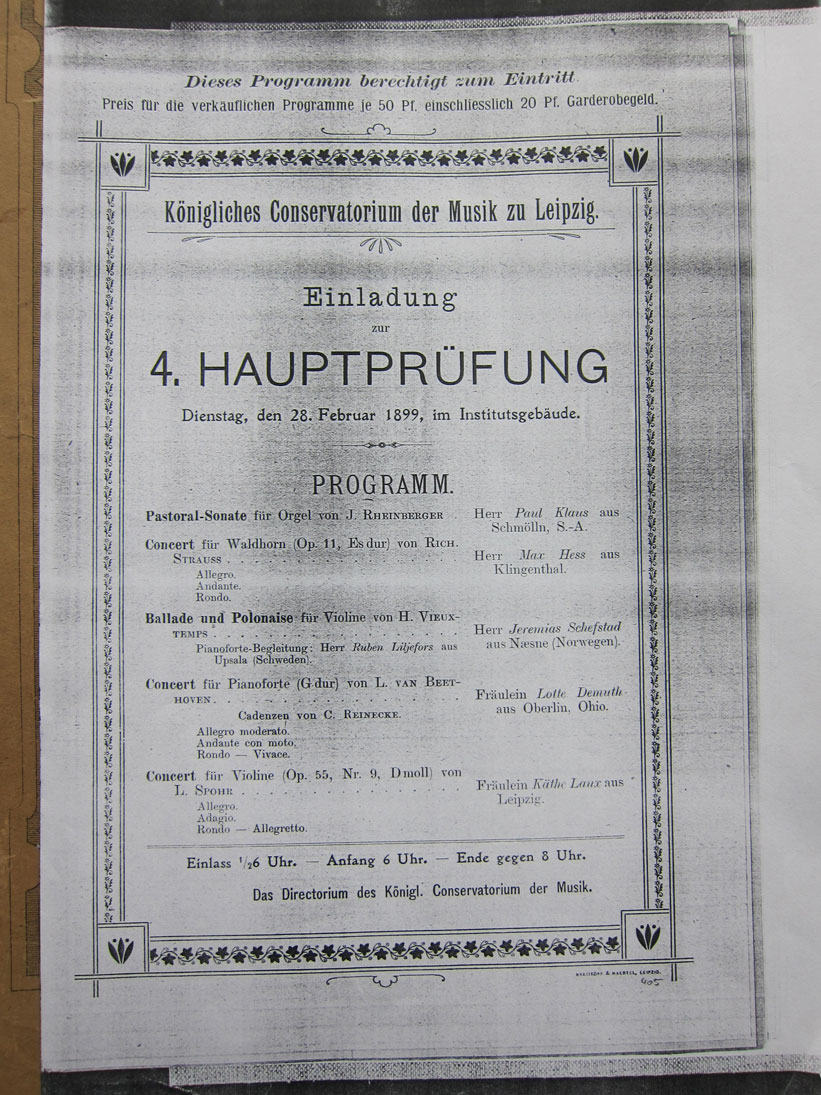 Dieses Programm berechtigt zum Eintritt.
Preis für die verkäuflichen Programme je 50 Pf. einschliesslich 20 Pf. Garderobegeld.
Königliches Conservatorium der Musik zu Leipzig.
Einladung
zur
4. HAUPTPRÜFUNG
Dienstag, den 28. Februar 1899, im Institutsgebäude.
PROGRAMM.
Pastoral-Sonate für Orgel von J. RHEINBERGER .
Herr Paul Klaus aus
Schmölln, S.-A.
Concert für Waldhorn (Op. 11, Es dur) von RICH.
STRAUSS . . . . . . . . . . . . . . . . . .
Allegro.
Andante.
Rondo.
Herr Max Hess aus
Klingenthal.
Ballade und Polonaise für Violine von H. VIEUX-
TEMPS . . . . . . . . . . . . . . . . . . .
Pianoforte-Begleitung: Herr Ruben Liljefors aus
Upsala (Schweden).
Herr Jeremias Schefstad
aus Næsne (Norwegen).
Concert für Pianoforte (G dur) von L. VAN BEET-
HOVEN . . . . . . . . . . . . . . . . . . .
Cadenzen von C. REINECKE.
Allegro moderato.
Andante con moto.
Rondo — Vivace.
Fräulein Lotte Demuth
aus Oberlin, Ohio.
Concert für Violine (Op. 55, Nr. 9, D moll) von
L. SPOHR . . . . . . . . . . . . . . . . .
Allegro.
Adagio.
Rondo — Allegretto.
Fräulein Käthe Laux aus
Leipzig.
Einlass 1/26 Uhr. — Anfang 6 Uhr. — Ende gegen 8 Uhr.
Das Directorium des Königl. Conservatorium der Musik.
BREITKOPF & HAERTEL, LEIPZIG.
405